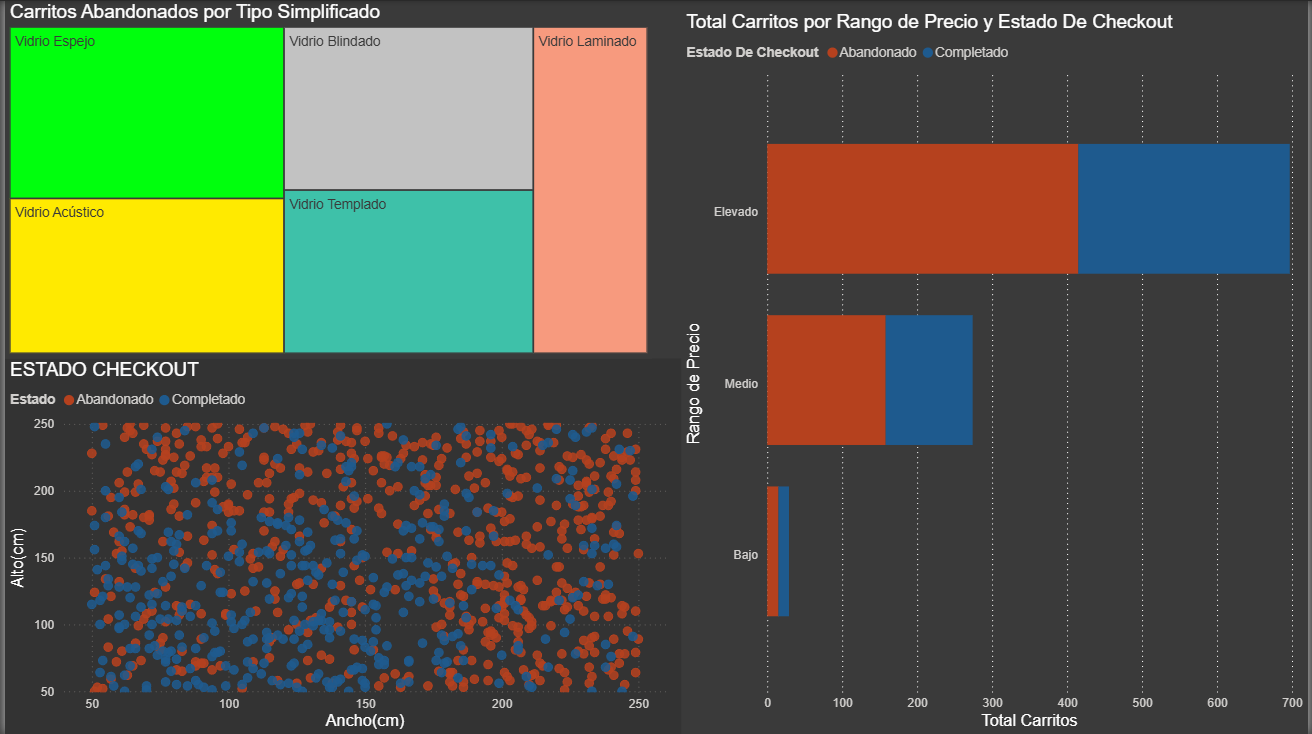 Carritos Abandonados por Tipo Simplificado
Vidrio Espejo
Vidrio Blindado
Vidrio Laminado
Vidrio Acústico
Vidrio Templado
ESTADO CHECKOUT
Estado Abandonado Completado
250
200
150
100
50
Alto(cm)
50 100 150 200 250
Ancho(cm)
Total Carritos por Rango de Precio y Estado De Checkout
Estado De Checkout Abandonado Completado
Rango de Precio
Elevado
Medio
Bajo
0 100 200 300 400 500 600 700
Total Carritos